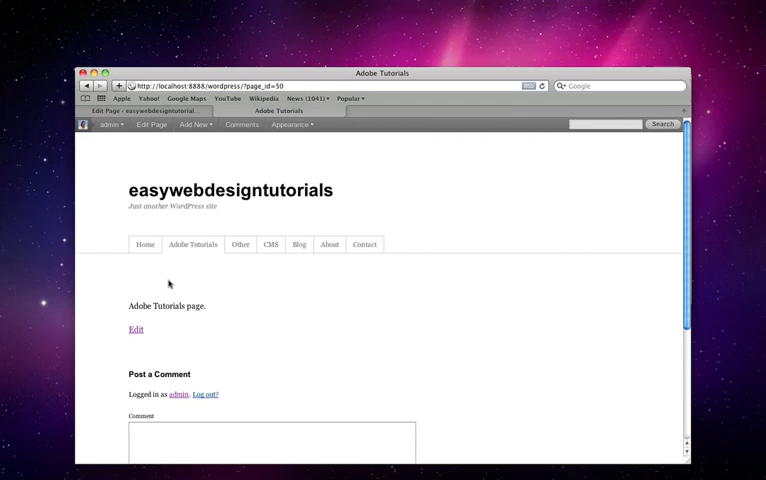 Adobe Tutorials
http://localhost:8888/wordpress/?page_id=50
RSS
Google
Apple Yahoo! Google Maps YouTube Wikipedia News (1041) Popular
Edit Page ‹ easywebdesigntutorial... Adobe Tutorials
admin Edit Page Add New Comments Appearance Search
easywebdesigntutorials
Just another WordPress site
Home Adobe Tutorials Other CMS Blog About Contact
Adobe Tutorials page.
Edit
Post a Comment
Logged in as admin. Log out?
Comment